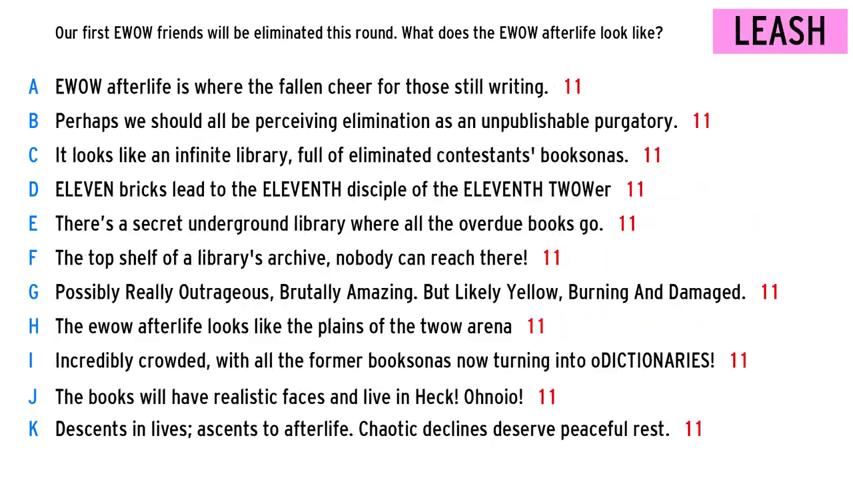 Our first EWOW friends will be eliminated this round. What does the EWOW afterlife look like?
LEASH
A EWOW afterlife is where the fallen cheer for those still writing. 11
B Perhaps we should all be perceiving elimination as an unpublishable purgatory. 11
C It looks like an infinite library, full of eliminated contestants' booksonas. 11
D ELEVEN bricks lead to the ELEVENTH disciple of the ELEVENTH TWOWer 11
E There’s a secret underground library where all the overdue books go. 11
F The top shelf of a library's archive, nobody can reach there! 11
G Possibly Really Outrageous, Brutally Amazing. But Likely Yellow, Burning And Damaged. 11
H The ewow afterlife looks like the plains of the twow arena 11
I Incredibly crowded, with all the former booksonas now turning into oDICTIONARIES! 11
J The books will have realistic faces and live in Heck! Ohnoio! 11
K Descents in lives; ascents to afterlife. Chaotic declines deserve peaceful rest. 11